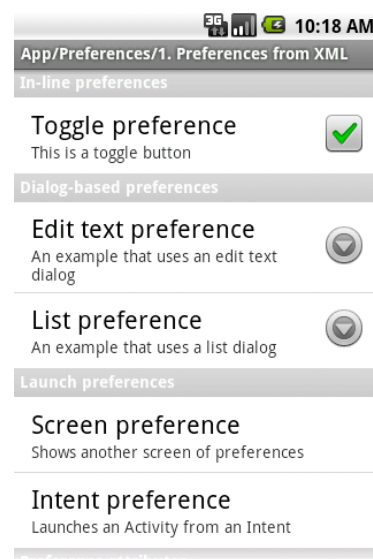 3G 10:18 AM
App/Preferences/1. Preferences from XML
In-line preferences
Toggle preference
This is a toggle button
Dialog-based preferences
Edit text preference
An example that uses an edit text
dialog
List preference
An example that uses a list dialog
Launch preferences
Screen preference
Shows another screen of preferences
Intent preference
Launches an Activity from an Intent
Preference attributes